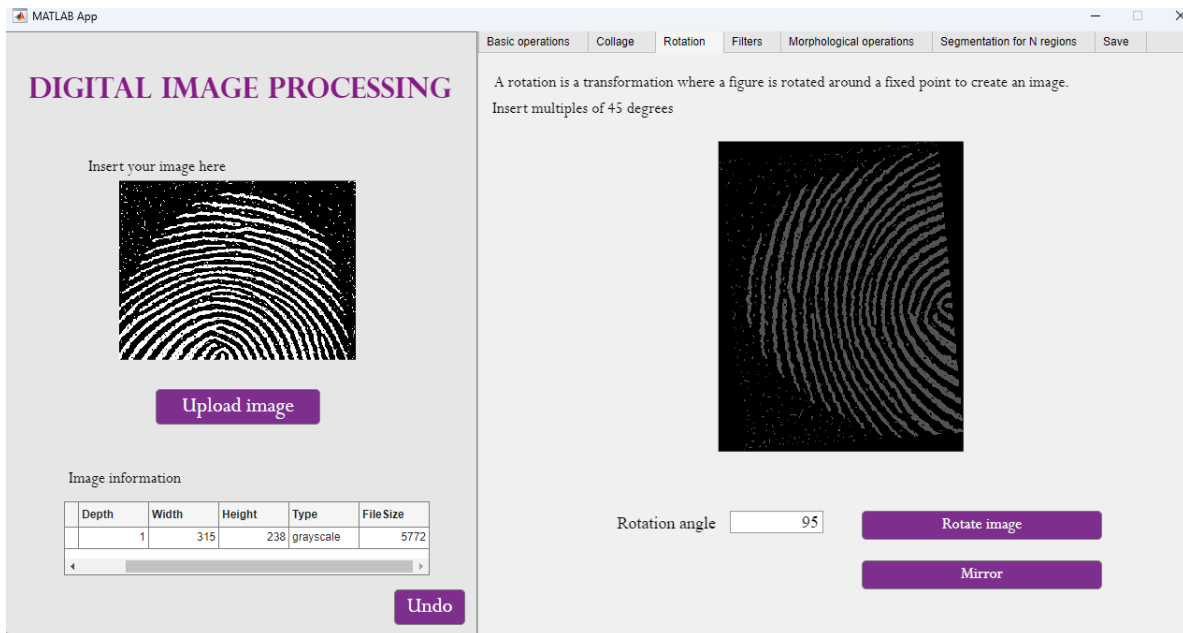 MATLAB App
DIGITAL IMAGE PROCESSING
Insert your image here
Upload image
Image information
Depth Width Height Type FileSize
1 315 238 grayscale 5772
Undo
Basic operations Collage Rotation Filters Morphological operations Segmentation for N regions Save
A rotation is a transformation where a figure is rotated around a fixed point to create an image.
Insert multiples of 45 degrees
Rotation angle 95 Rotate image
Mirror